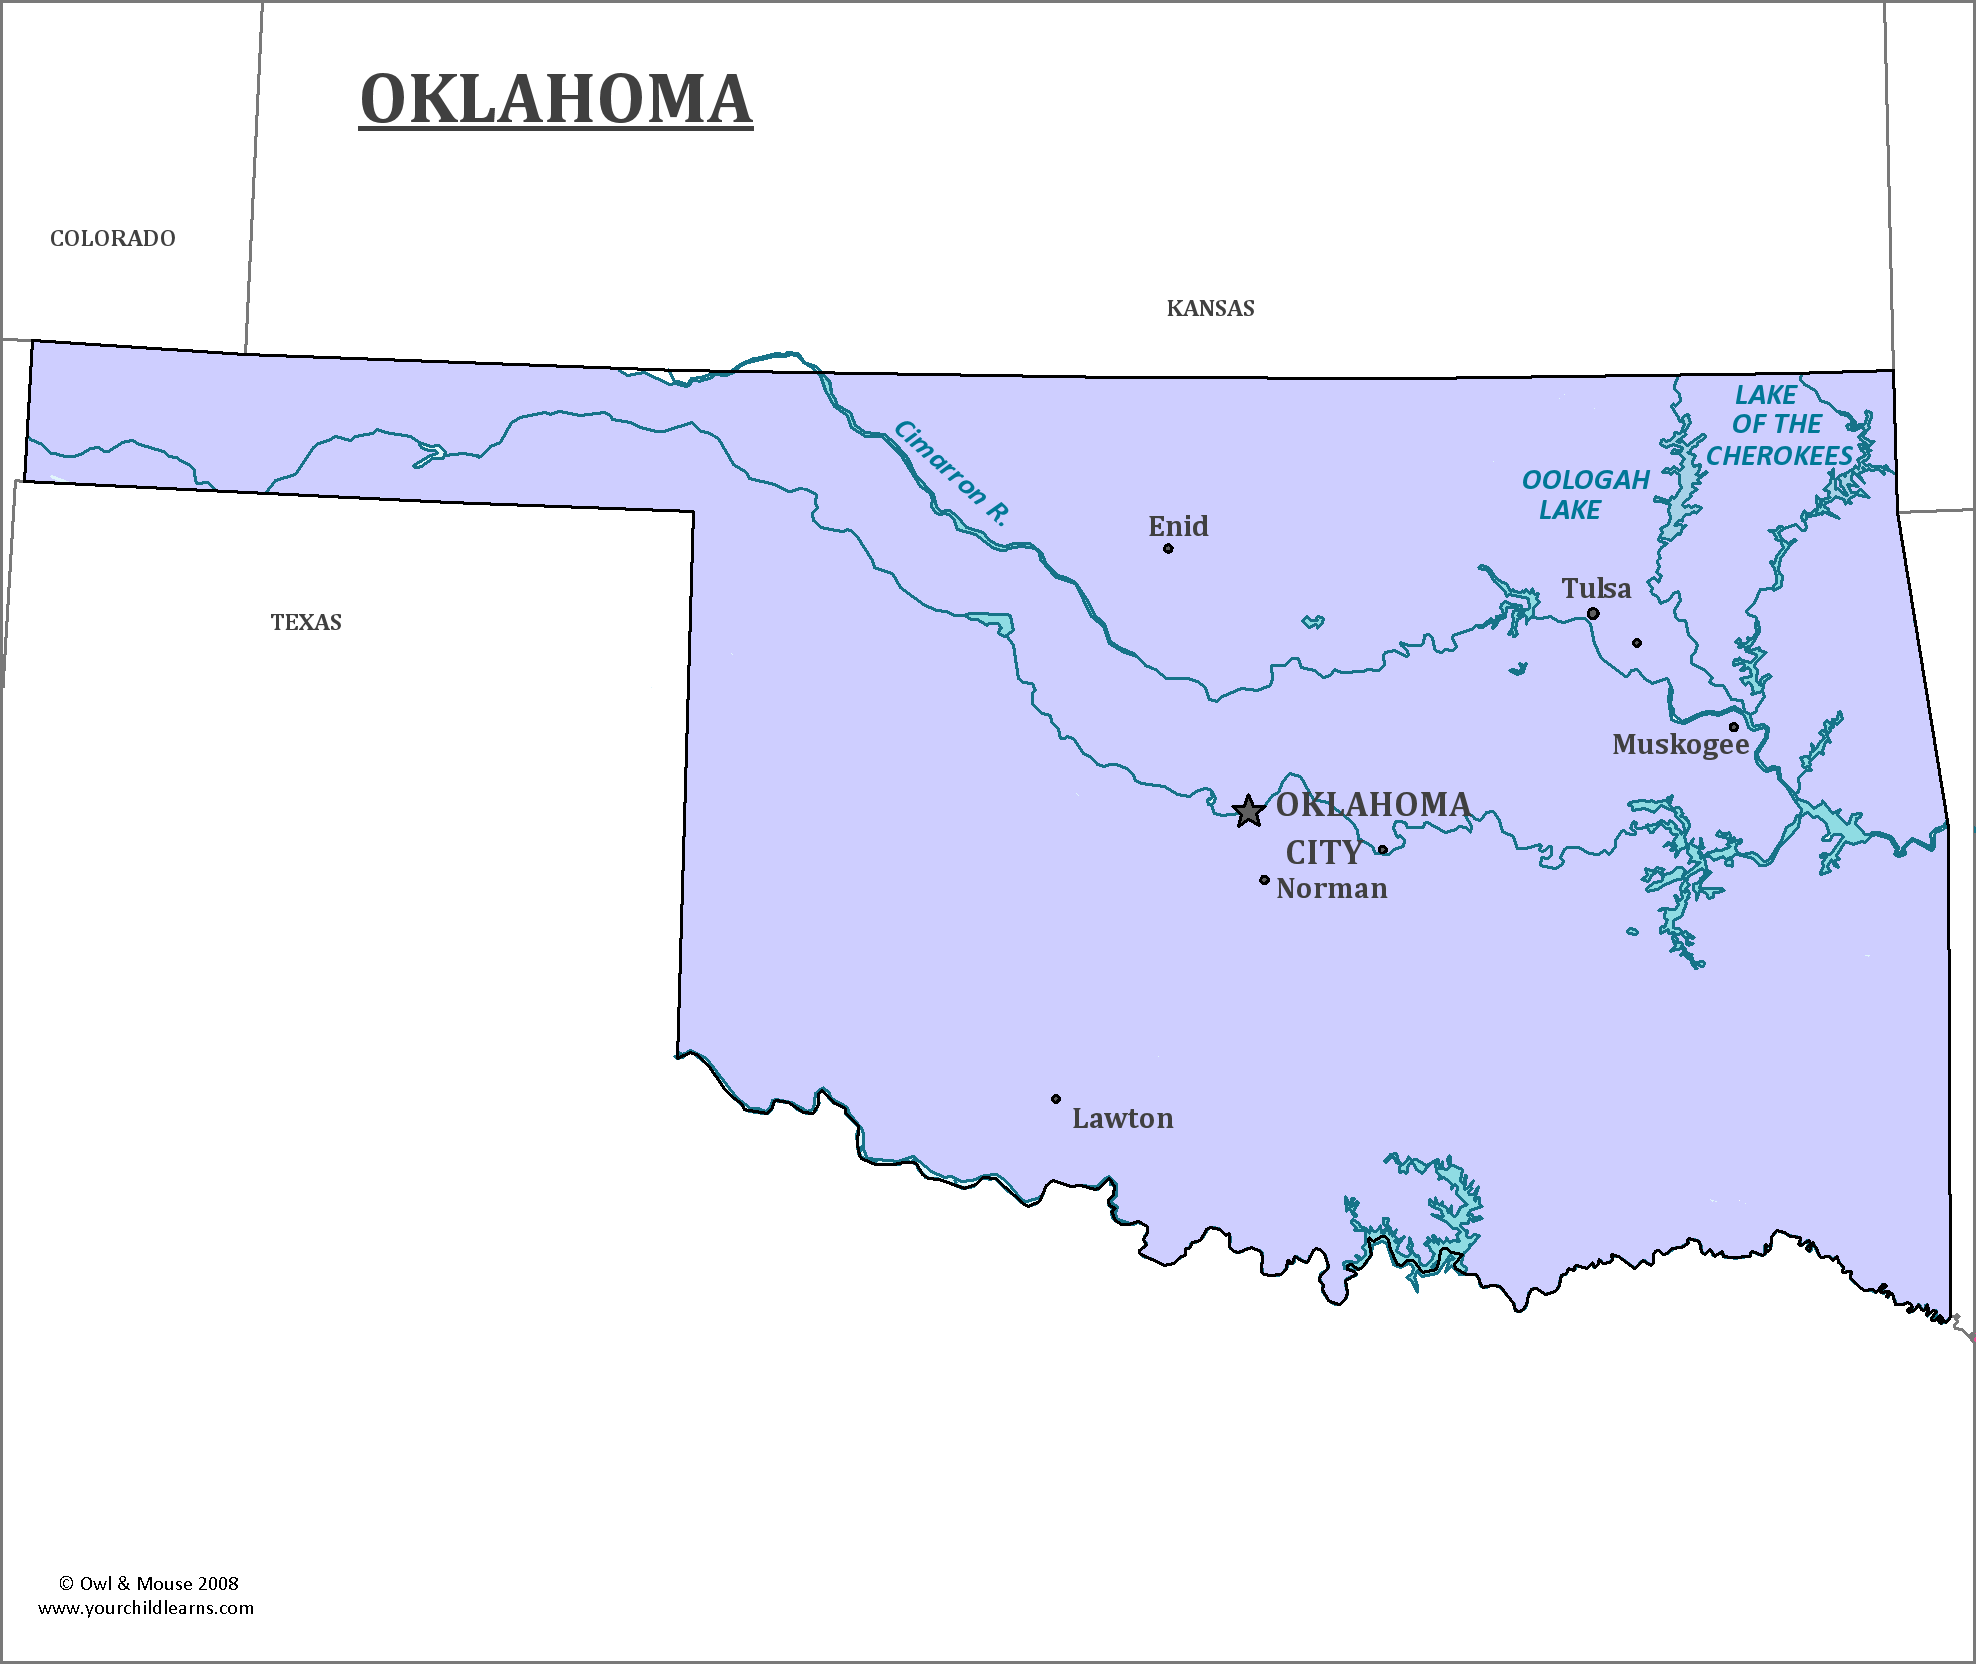 OKLAHOMA
COLORADO
KANSAS
LAKE
OF THE
CHEROKEES
Cimarron R.
OOLOGAH
LAKE
Enid
Tulsa
TEXAS
Muskogee
OKLAHOMA
CITY
Norman
Lawton
© Owl & Mouse 2008
www.yourchildlearns.com